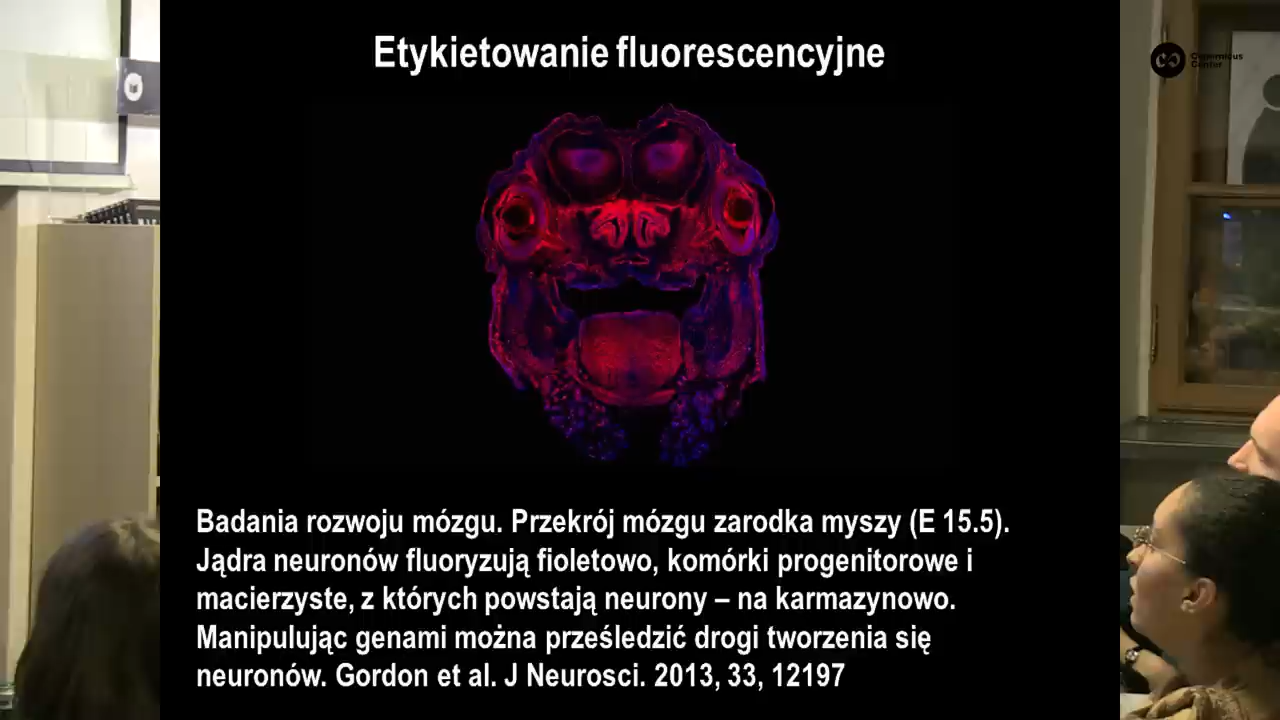 Etykietowanie fluorescencyjne
Copernicus
Center
Badania rozwoju mózgu. Przekrój mózgu zarodka myszy (E 15.5).
Jądra neuronów fluoryzują fioletowo, komórki progenitorowe i
macierzyste, z których powstają neurony – na karmazynowo.
Manipulując genami można prześledzić drogi tworzenia się
neuronów. Gordon et al. J Neurosci. 2013, 33, 12197